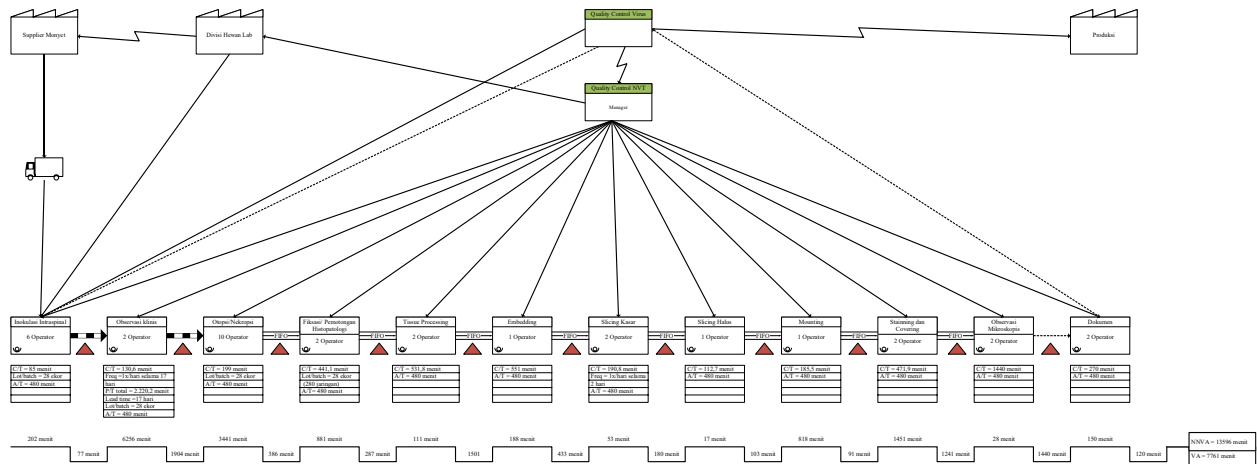 Supplier Monyet
Divisi Hewan Lab
Quality Control Virus
Produksi
Quality Control NVT
Manager
Inokulasi Intraspinal
6 Operator
Observasi klinis
2 Operator
Otopsi/Nekropsi
10 Operator
FIFO
Fiksasi/ Pemotongan
Histopatologi
2 Operator
FIFO
Tissue Processing
2 Operator
FIFO
Embedding
1 Operator
FIFO
Slicing Kasar
2 Operator
FIFO
Slicing Halus
1 Operator
FIFO
Mounting
1 Operator
FIFO
Stainning dan
Covering
2 Operator
FIFO
Observasi
Mikroskopis
2 Operator
Dokumen
2 Operator
C/T = 85 menit
Lot/batch = 28 ekor
A/T = 480 menit
C/T = 130,6 menit
Freq =1x/hari selama 17
hari
P/T total = 2.220,2 menit
Lead time =17 hari
Lot/batch = 28 ekor
A/T = 480 menit
C/T = 199 menit
Lot/batch = 28 ekor
A/T = 480 menit
C/T = 441,1 menit
Lot/batch = 28 ekor
(280 (aringan)
A/T= 480 menit
C/T = 531,8 menit
A/T = 480 menit
C/T = 551 menit
A/T = 480 menit
C/T = 190,8 menit
Freq = 1x/hari selama
2 hari
A/T = 480 menit
C/T = 112,7 menit
A/T = 480 menit
C/T = 185,5 menit
A/T = 480 menit
C/T = 471,9 menit
A/T = 480 menit
C/T = 1440 menit
A/T = 480 menit
C/T = 270 menit
A/T = 480 menit
202 menit
77 menit
6256 menit
1904 menit
3441 menit
386 menit
881 menit
287 menit
111 menit
1501
188 menit
433 menit
53 menit
180 menit
17 menit
103 menit
818 menit
91 menit
1451 menit
1241 menit
28 menit
1440 menit
150 menit
120 menit
NNVA = 13596 menit
VA = 7761 menit